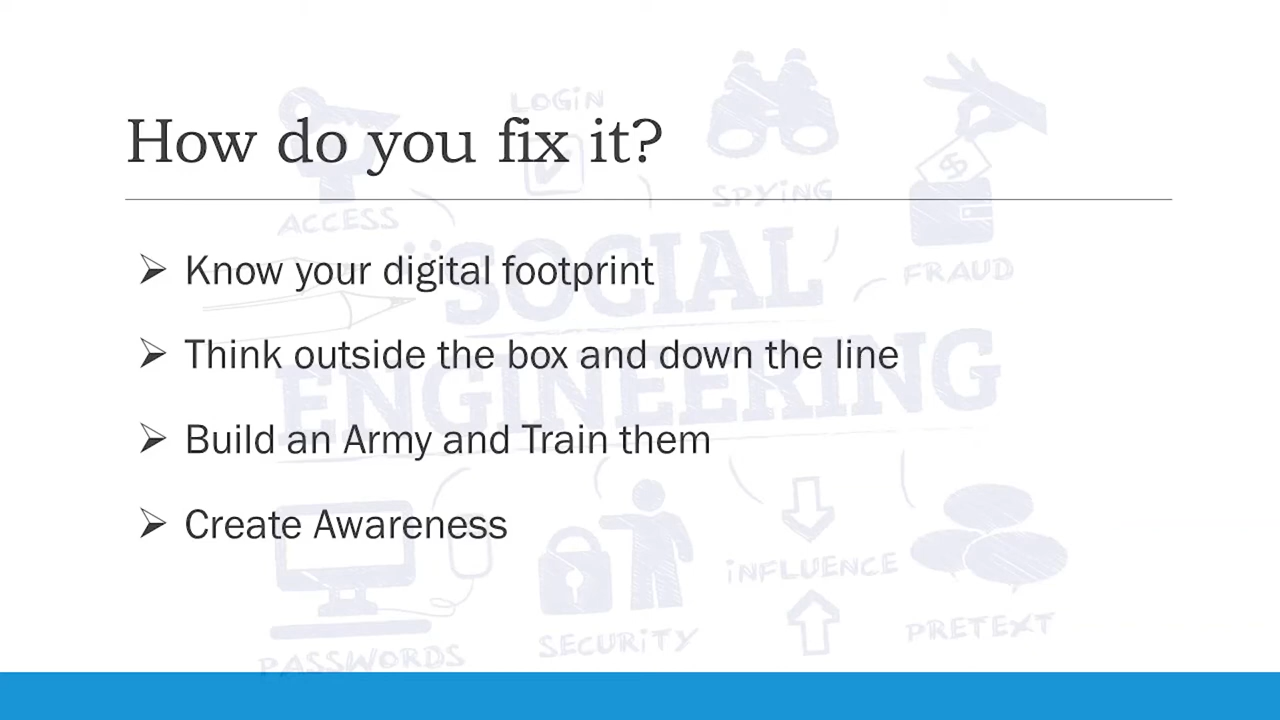 How do you fix it?
Know your digital footprint
Think outside the box and down the line
Build an Army and Train them
Create Awareness
ACCESS
LOGiN
SPYiNG
FRAUD
SOCIAL
ENGINEERING
PASSWORDS
SECURiTY
iNFLUENCE
PRETEXT